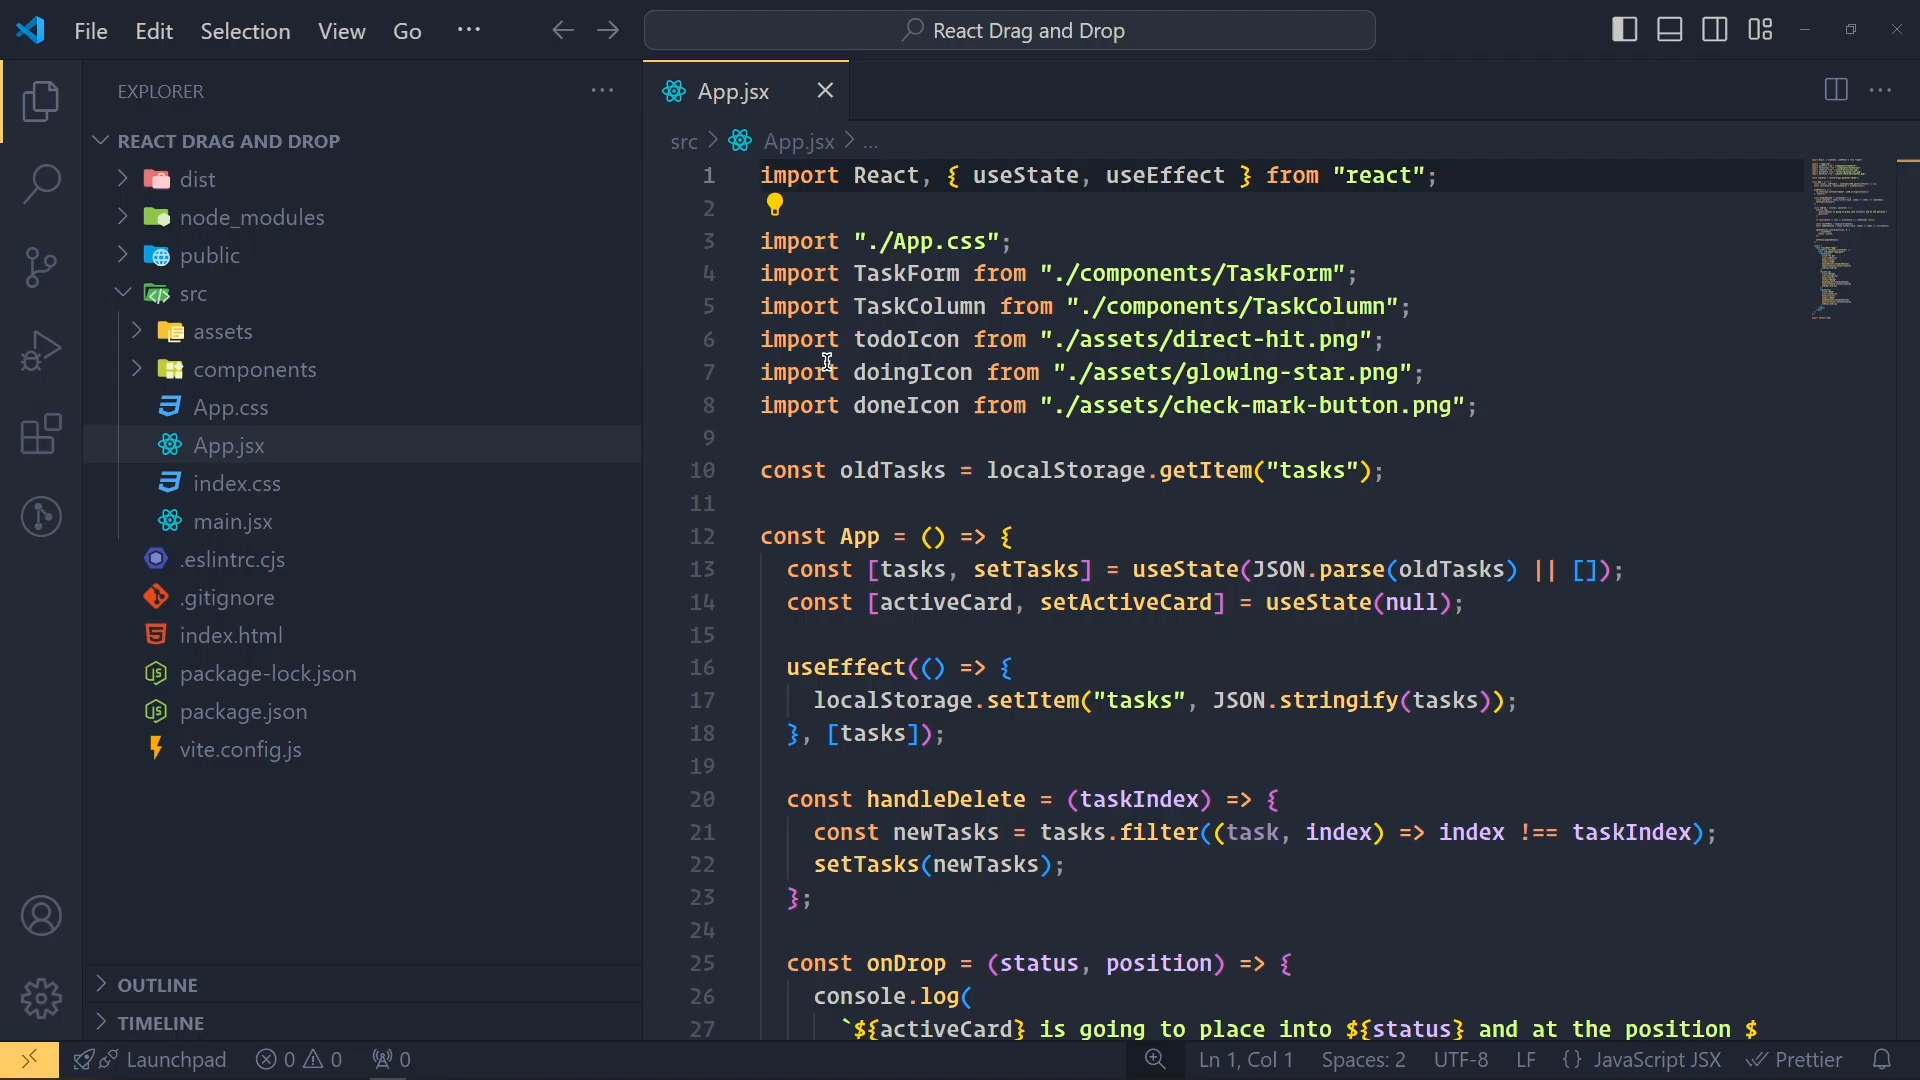 File Edit Selection View Go ...
React Drag and Drop
EXPLORER
REACT DRAG AND DROP
dist
node_modules
public
src
assets
components
App.css
App.jsx
index.css
main.jsx
.eslintrc.cjs
.gitignore
index.html
package-lock.json
package.json
vite.config.js
OUTLINE
TIMELINE
App.jsx
src > App.jsx > ...
1 import React, { useState, useEffect } from "react";
2
3 import "./App.css";
4 import TaskForm from "./components/TaskForm";
5 import TaskColumn from "./components/TaskColumn";
6 import todoIcon from "./assets/direct-hit.png";
7 import doingIcon from "./assets/glowing-star.png";
8 import doneIcon from "./assets/check-mark-button.png";
9
10 const oldTasks = localStorage.getItem("tasks");
11
12 const App = () => {
13 const [tasks, setTasks] = useState(JSON.parse(oldTasks) || []);
14 const [activeCard, setActiveCard] = useState(null);
15
16 useEffect(() => {
17 localStorage.setItem("tasks", JSON.stringify(tasks));
18 }, [tasks]);
19
20 const handleDelete = (taskIndex) => {
21 const newTasks = tasks.filter((task, index) => index !== taskIndex);
22 setTasks(newTasks);
23 };
24
25 const onDrop = (status, position) => {
26 console.log(
27 `${activeCard} is going to place into ${status} and at the position $
Launchpad 0 0 0 Ln 1, Col 1 Spaces: 2 UTF-8 LF {} JavaScript JSX Prettier